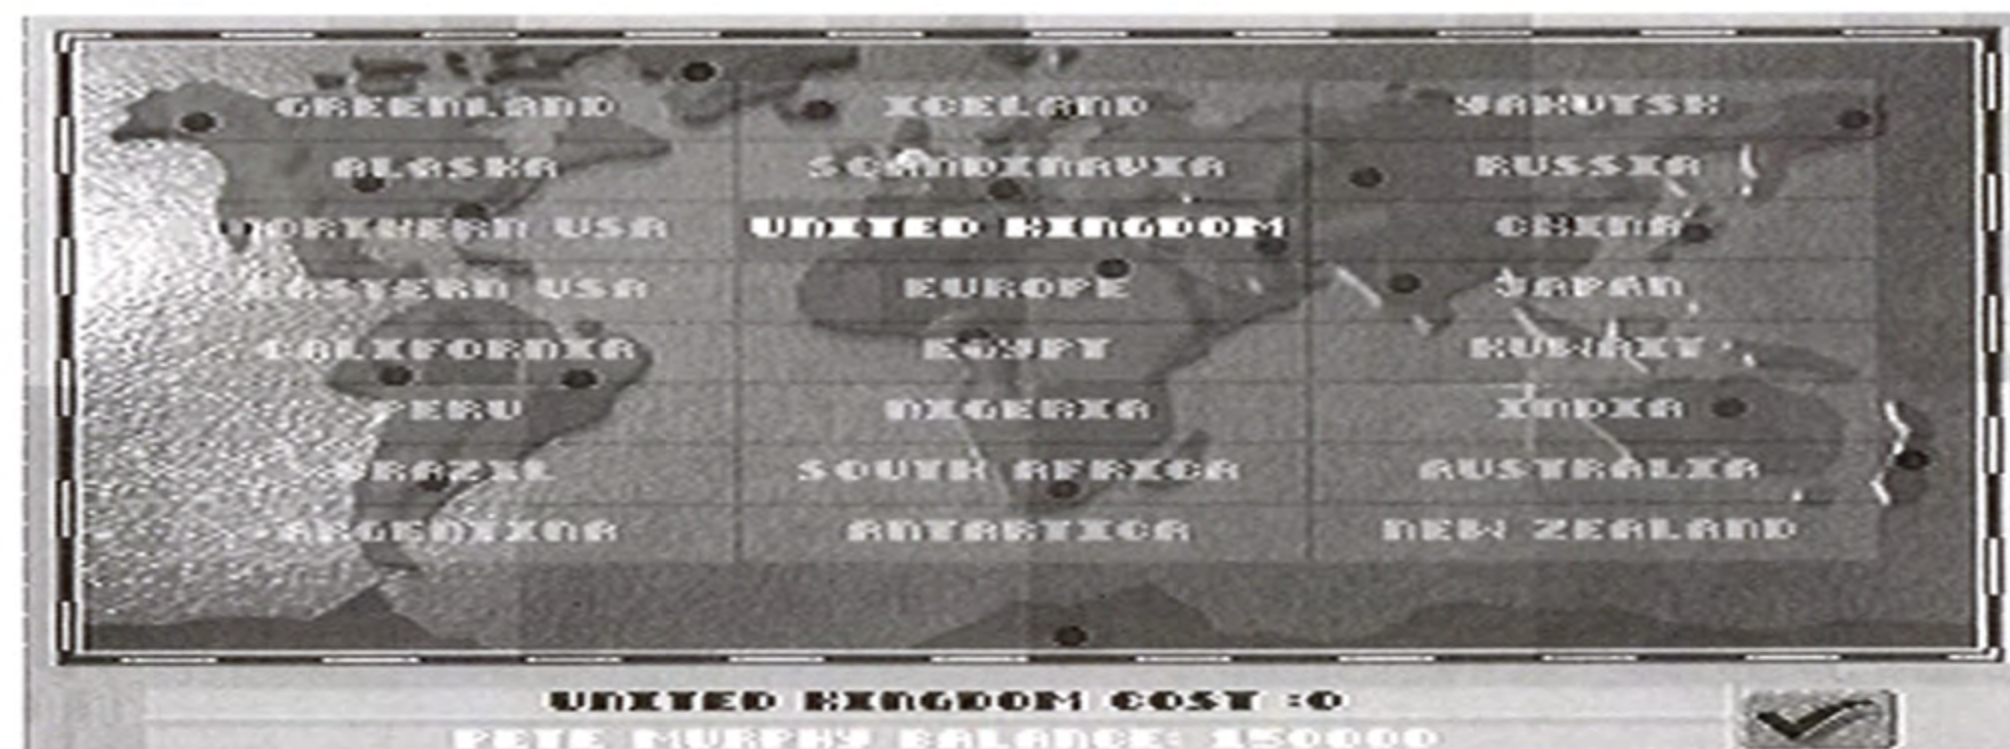 GREENLAND ICELAND YAKUTSK
ALASKA SCANDINAVIA RUSSIA
NORTHERN USA UNITED KINGDOM CHINA
EASTERN USA EUROPE JAPAN
CALIFORNIA EGYPT KUWAIT
PERU NIGERIA INDIA
BRAZIL SOUTH AFRICA AUSTRALIA
ARGENTINA ANTARTICA NEW ZEALAND
UNITED KINGDOM COST :0
PETE MURPHY BALANCE: 150000